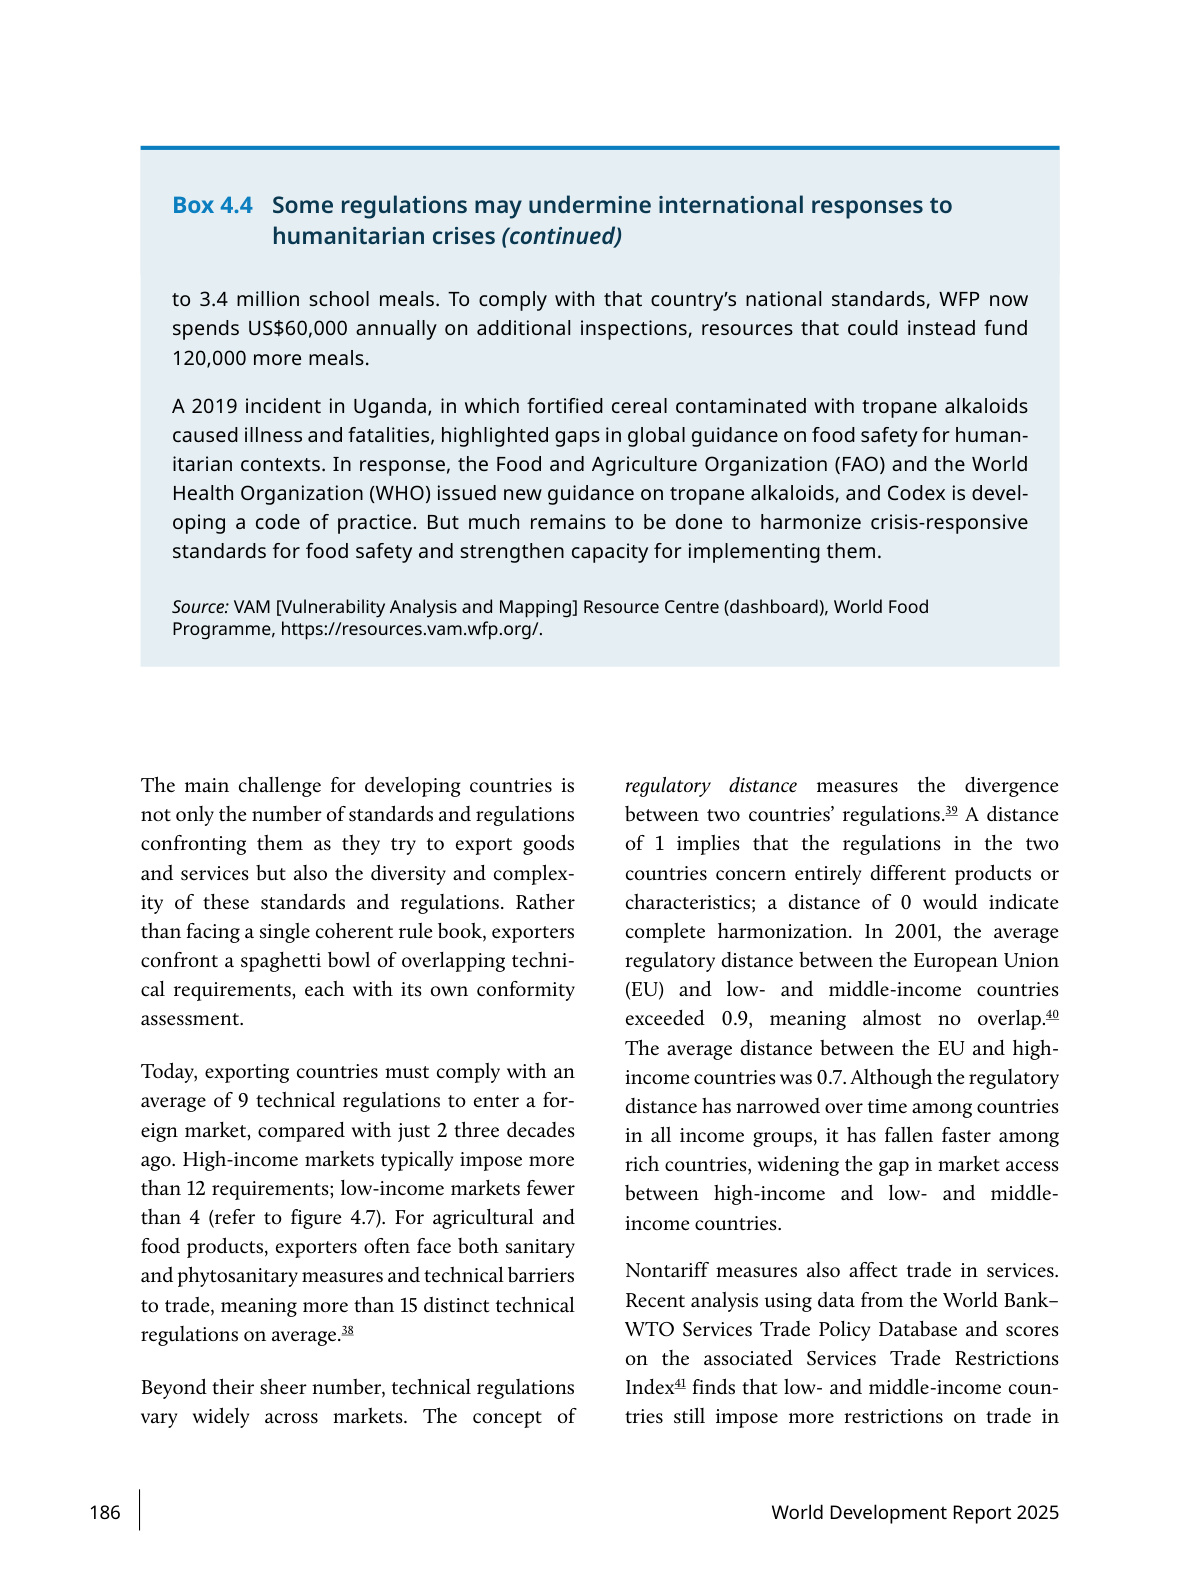 Box 4.4 Some regulations may undermine international responses to
humanitarian crises (continued)
to 3.4 million school meals. To comply with that country’s national standards, WFP now
spends US$60,000 annually on additional inspections, resources that could instead fund
120,000 more meals.
A 2019 incident in Uganda, in which fortified cereal contaminated with tropane alkaloids
caused illness and fatalities, highlighted gaps in global guidance on food safety for human-
itarian contexts. In response, the Food and Agriculture Organization (FAO) and the World
Health Organization (WHO) issued new guidance on tropane alkaloids, and Codex is devel-
oping a code of practice. But much remains to be done to harmonize crisis-responsive
standards for food safety and strengthen capacity for implementing them.
Source: VAM [Vulnerability Analysis and Mapping] Resource Centre (dashboard), World Food
Programme, https://resources.vam.wfp.org/.
The main challenge for developing countries is
not only the number of standards and regulations
confronting them as they try to export goods
and services but also the diversity and complex-
ity of these standards and regulations. Rather
than facing a single coherent rule book, exporters
confront a spaghetti bowl of overlapping techni-
cal requirements, each with its own conformity
assessment.
Today, exporting countries must comply with an
average of 9 technical regulations to enter a for-
eign market, compared with just 2 three decades
ago. High-income markets typically impose more
than 12 requirements; low-income markets fewer
than 4 (refer to figure 4.7). For agricultural and
food products, exporters often face both sanitary
and phytosanitary measures and technical barriers
to trade, meaning more than 15 distinct technical
regulations on average.38
Beyond their sheer number, technical regulations
vary widely across markets. The concept of
regulatory distance measures the divergence
between two countries’ regulations.39 A distance
of 1 implies that the regulations in the two
countries concern entirely different products or
characteristics; a distance of 0 would indicate
complete harmonization. In 2001, the average
regulatory distance between the European Union
(EU) and low- and middle-income countries
exceeded 0.9, meaning almost no overlap.40
The average distance between the EU and high-
income countries was 0.7. Although the regulatory
distance has narrowed over time among countries
in all income groups, it has fallen faster among
rich countries, widening the gap in market access
between high-income and low- and middle-
income countries.
Nontariff measures also affect trade in services.
Recent analysis using data from the World Bank–
WTO Services Trade Policy Database and scores
on the associated Services Trade Restrictions
Index41 finds that low- and middle-income coun-
tries still impose more restrictions on trade in
186
World Development Report 2025